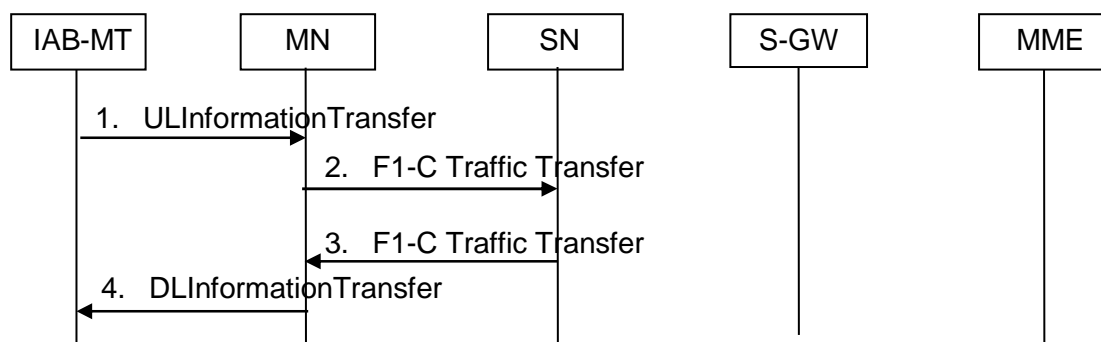 IAB-MT MN SN S-GW MME
1. ULInformationTransfer
2. F1-C Traffic Transfer
3. F1-C Traffic Transfer
4. DLInformationTransfer